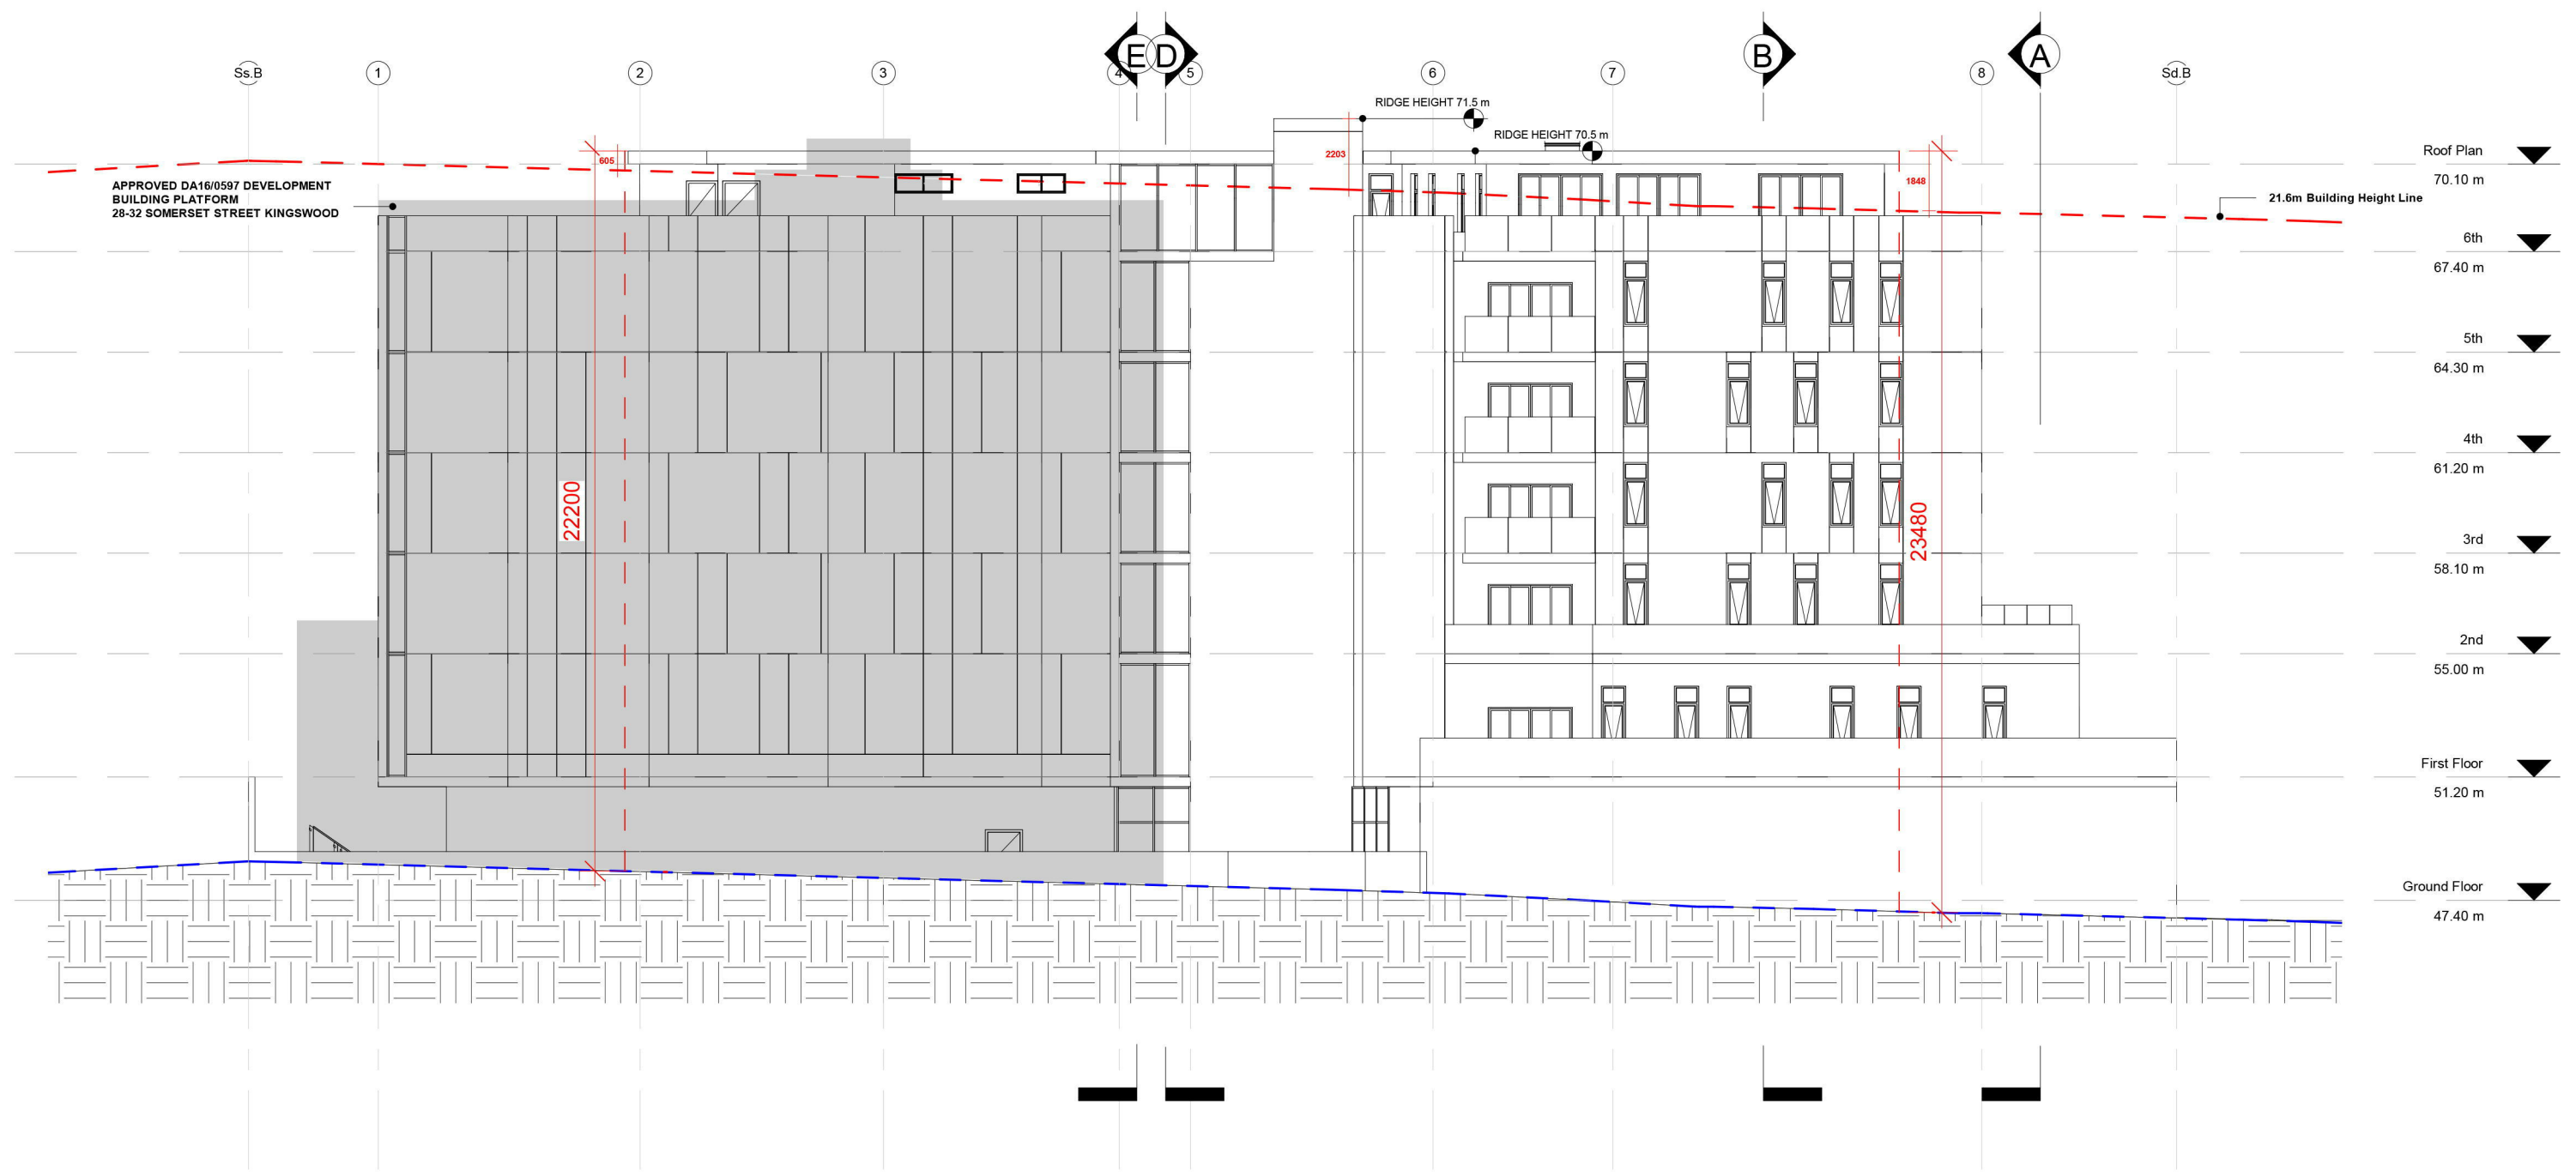 E D B A
Ss.B 1 2 3 4 5 6 7 8 Sd.B
RIDGE HEIGHT 71.5 m
RIDGE HEIGHT 70.5 m
605
2203
1848
APPROVED DA16/0597 DEVELOPMENT
BUILDING PLATFORM
28-32 SOMERSET STREET KINGSWOOD
21.6m Building Height Line
22200
23480
Roof Plan
70.10 m
6th
67.40 m
5th
64.30 m
4th
61.20 m
3rd
58.10 m
2nd
55.00 m
First Floor
51.20 m
Ground Floor
47.40 m